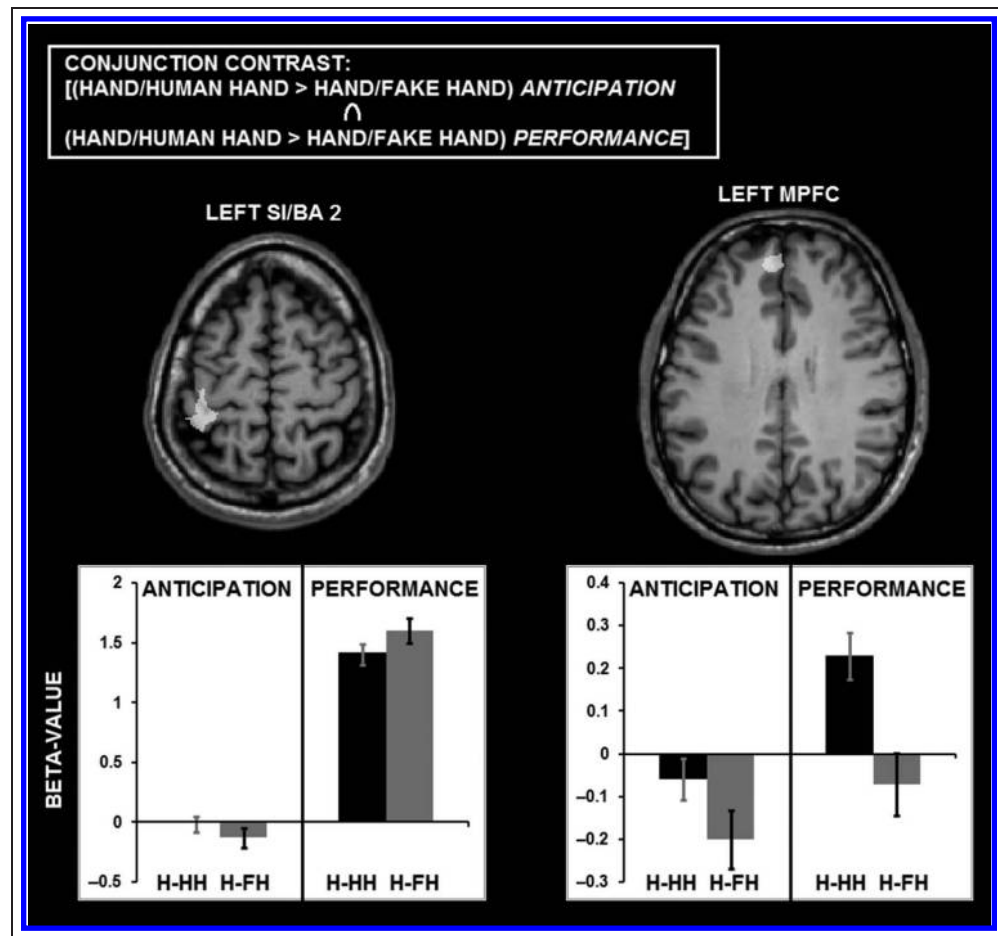 CONJUNCTION CONTRAST:
[(HAND/HUMAN HAND > HAND/FAKE HAND) ANTICIPATION
∩
(HAND/HUMAN HAND > HAND/FAKE HAND) PERFORMANCE]
LEFT SI/BA 2
LEFT MPFC
ANTICIPATION PERFORMANCE
2
1.5
1
0.5
0
–0.5
BETA-VALUE
H-HH H-FH H-HH H-FH
ANTICIPATION PERFORMANCE
0.4
0.3
0.2
0.1
0
–0.1
–0.2
–0.3
H-HH H-FH H-HH H-FH